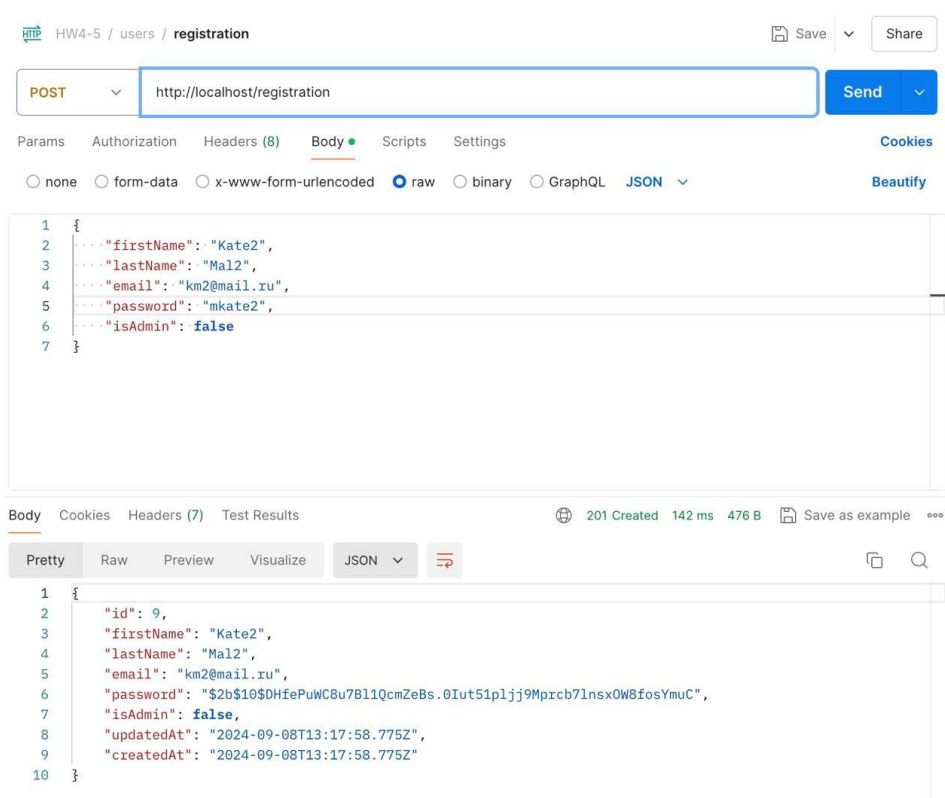 HTTP HW4-5 / users / registration Save Share
POST http://localhost/registration Send
Params Authorization Headers (8) Body Scripts Settings Cookies
none form-data x-www-form-urlencoded raw binary GraphQL JSON Beautify
1 {
2 "firstName": "Kate2",
3 "lastName": "Mal2",
4 "email": "km2@mail.ru",
5 "password": "mkate2",
6 "isAdmin": false
7 }
Body Cookies Headers (7) Test Results 201 Created 142 ms 476 B Save as example
Pretty Raw Preview Visualize JSON
1 {
2 "id": 9,
3 "firstName": "Kate2",
4 "lastName": "Mal2",
5 "email": "km2@mail.ru",
6 "password": "$2b$10$DHfePuWC8u7Bl1QcmZeBs.0Iut51pljj9Mprcb7lnsxOW8fosYmuC",
7 "isAdmin": false,
8 "updatedAt": "2024-09-08T13:17:58.775Z",
9 "createdAt": "2024-09-08T13:17:58.775Z"
10 }